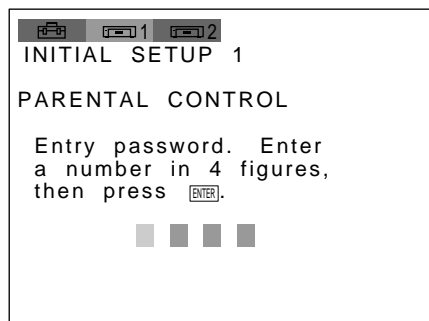 1 2
INITIAL SETUP 1
PARENTAL CONTROL
Entry password. Enter
a number in 4 figures,
then press ENTER.